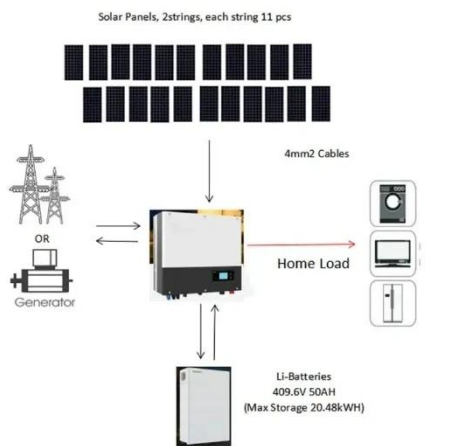 Solar Panels, 2strings, each string 11 pcs
4mm2 Cables
OR
Home Load
Generator
Li-Batteries
409.6V 50AH
(Max Storage 20.48kWH)